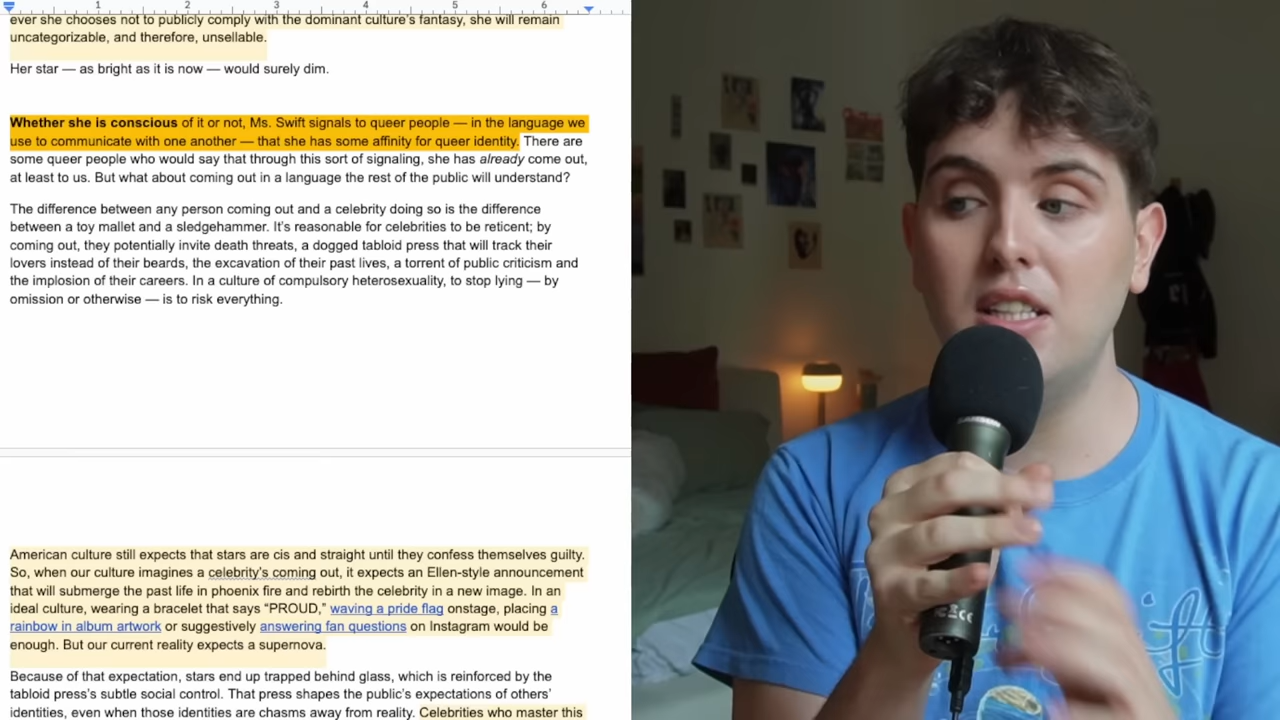 1 2 3 4 5 6
ever she chooses not to publicly comply with the dominant culture's fantasy, she will remain
uncategorizable, and therefore, unsellable.
Her star — as bright as it is now — would surely dim.
Whether she is conscious of it or not, Ms. Swift signals to queer people — in the language we
use to communicate with one another — that she has some affinity for queer identity. There are
some queer people who would say that through this sort of signaling, she has already come out,
at least to us. But what about coming out in a language the rest of the public will understand?
The difference between any person coming out and a celebrity doing so is the difference
between a toy mallet and a sledgehammer. It's reasonable for celebrities to be reticent; by
coming out, they potentially invite death threats, a dogged tabloid press that will track their
lovers instead of their beards, the excavation of their past lives, a torrent of public criticism and
the implosion of their careers. In a culture of compulsory heterosexuality, to stop lying — by
omission or otherwise — is to risk everything.
American culture still expects that stars are cis and straight until they confess themselves guilty.
So, when our culture imagines a celebrity's coming out, it expects an Ellen-style announcement
that will submerge the past life in phoenix fire and rebirth the celebrity in a new image. In an
ideal culture, wearing a bracelet that says “PROUD,” waving a pride flag onstage, placing a
rainbow in album artwork or suggestively answering fan questions on Instagram would be
enough. But our current reality expects a supernova.
Because of that expectation, stars end up trapped behind glass, which is reinforced by the
tabloid press's subtle social control. That press shapes the public's expectations of others'
identities, even when those identities are chasms away from reality. Celebrities who master this
SAMSON
CE